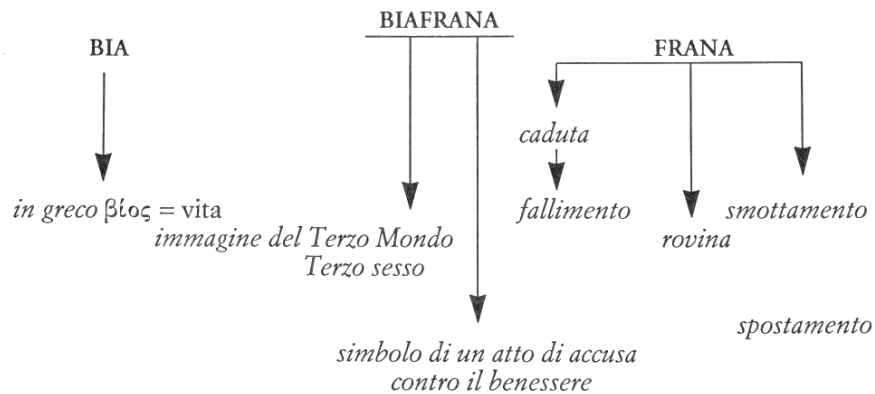 BIAFRANA
BIA
FRANA
caduta
in greco βίος = vita
fallimento
smottamento
immagine del Terzo Mondo
Terzo sesso
rovina
spostamento
simbolo di un atto di accusa
contro il benessere